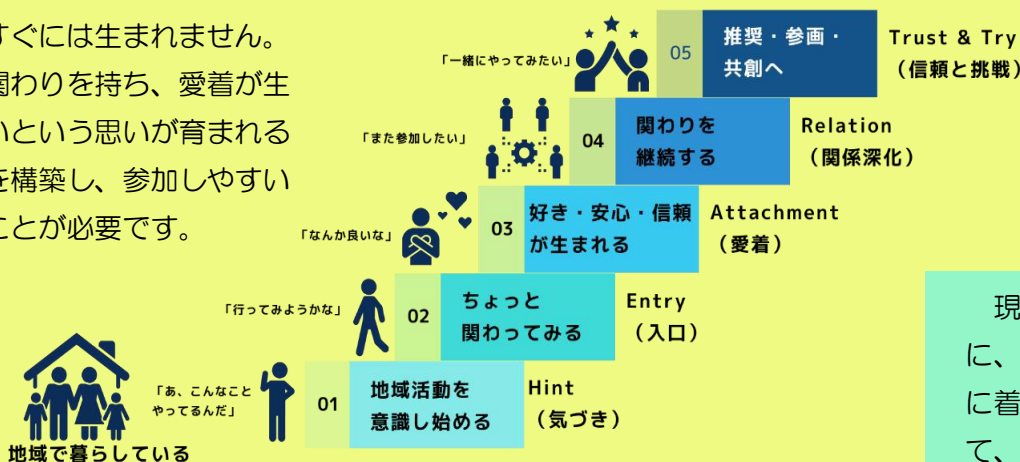 すぐには生まれません。
関わりを持ち、愛着が生
いという思いが育まれる
を構築し、参加しやすい
ことが必要です。
「一緒にやってみたい」
05
推奨・参画・
共創へ
Trust & Try
（信頼と挑戦）
「また参加したい」
04
関わりを
継続する
Relation
（関係深化）
「なんか良いな」
03
好き・安心・信頼
が生まれる
Attachment
（愛着）
「行ってみようかな」
02
ちょっと
関わってみる
Entry
（入口）
「あ、こんなこと
やってるんだ」
01
地域活動を
意識し始める
Hint
（気づき）
地域で暮らしている
現
に、
に着
て、